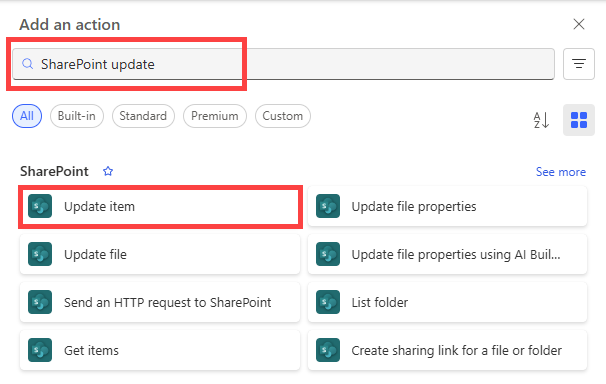 Add an action
SharePoint update
All Built-in Standard Premium Custom
SharePoint See more
Update item Update file properties
Update file Update file properties using AI Buil...
Send an HTTP request to SharePoint List folder
Get items Create sharing link for a file or folder